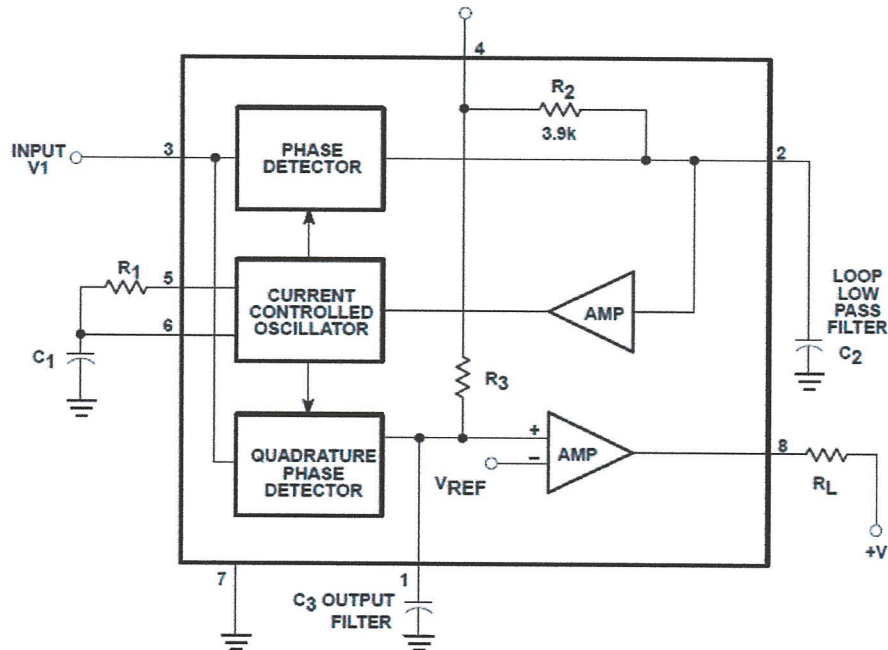 4
R2
3.9k
INPUT
V1
3
PHASE
DETECTOR
2
R1
5
6
C1
CURRENT
CONTROLLED
OSCILLATOR
AMP
LOOP
LOW
PASS
FILTER
C2
R3
QUADRATURE
PHASE
DETECTOR
+
−
VREF
AMP
8
RL
+V
7
1
C3 OUTPUT
FILTER